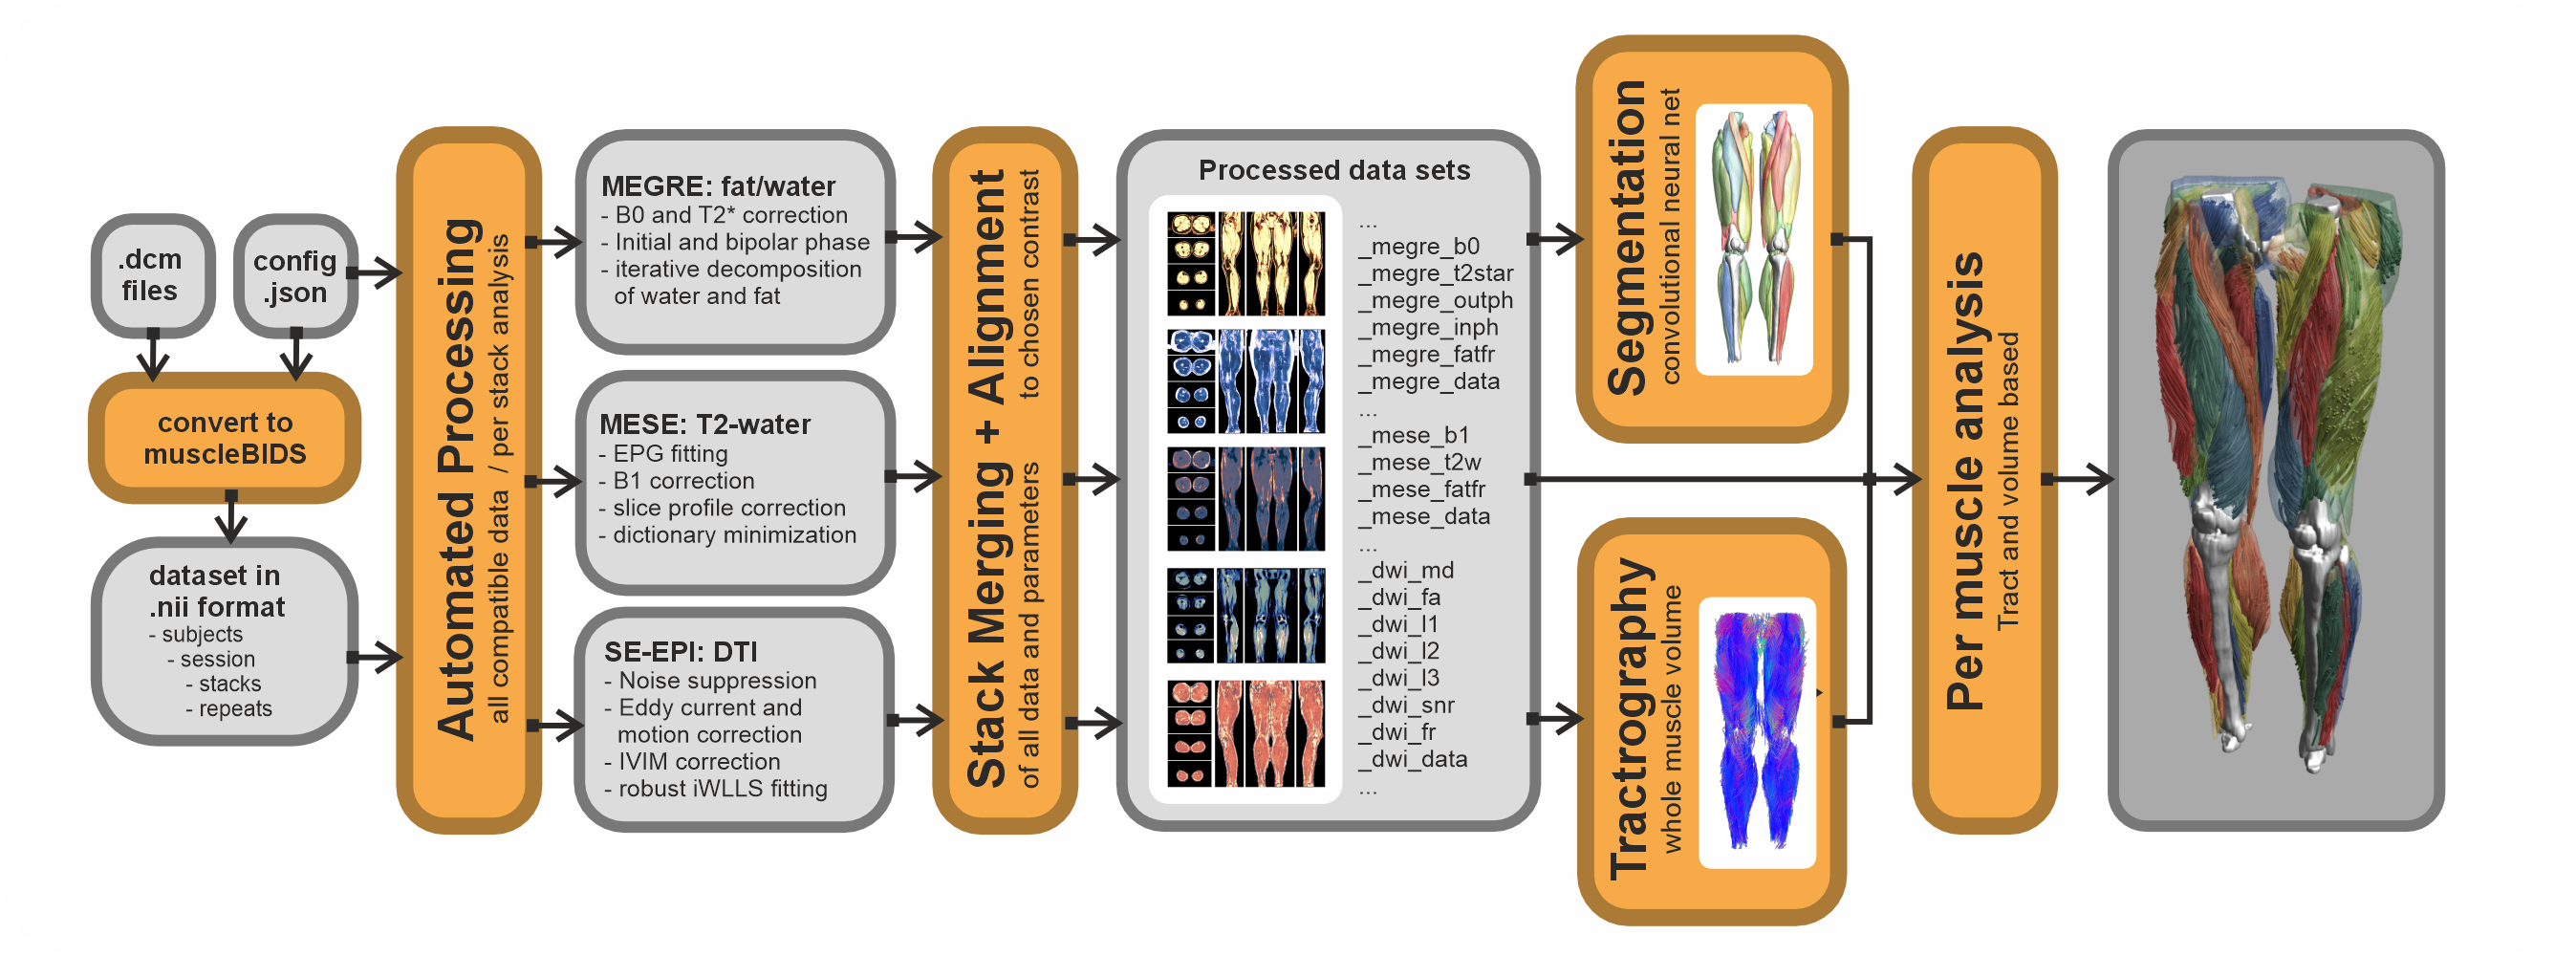 .dcm
files
config
.json
convert to
muscleBIDS
dataset in
.nii format
- subjects
- session
- stacks
- repeats
Automated Processing
all compatible data / per stack analysis
MEGRE: fat/water
- B0 and T2* correction
- Initial and bipolar phase
- iterative decomposition
of water and fat
MESE: T2-water
- EPG fitting
- B1 correction
- slice profile correction
- dictionary minimization
SE-EPI: DTI
- Noise suppression
- Eddy current and
motion correction
- IVIM correction
- robust iWLLS fitting
Stack Merging + Alignment
of all data and parameters to chosen contrast
Processed data sets
...
_megre_b0
_megre_t2star
_megre_outph
_megre_inph
_megre_fatfr
_megre_data
...
_mese_b1
_mese_t2w
_mese_fatfr
_mese_data
...
_dwi_md
_dwi_fa
_dwi_l1
_dwi_l2
_dwi_l3
_dwi_snr
_dwi_fr
_dwi_data
...
Segmentation
convolutional neural net
Tractrography
whole muscle volume
Per muscle analysis
Tract and volume based